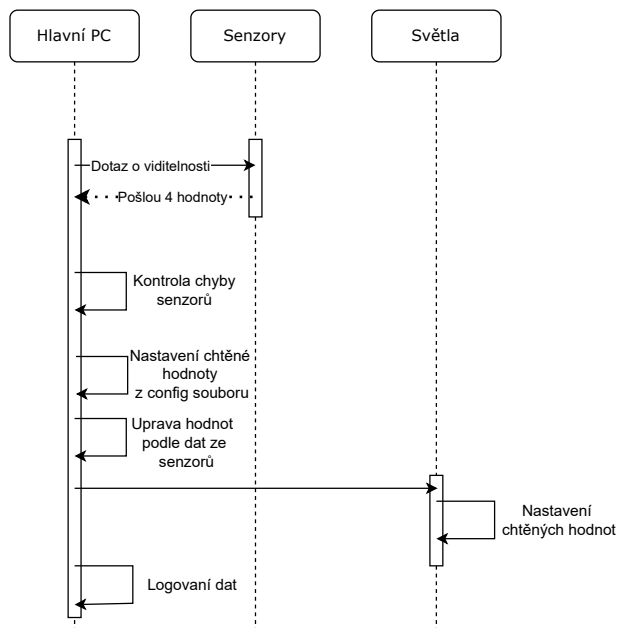 Hlavní PC
Senzory
Světla
Dotaz o viditelnosti
Pošlou 4 hodnoty
Kontrola chyby
senzorů
Nastavení chtěné
hodnoty
z config souboru
Uprava hodnot
podle dat ze
senzorů
Nastavení
chtěných hodnot
Logovaní dat